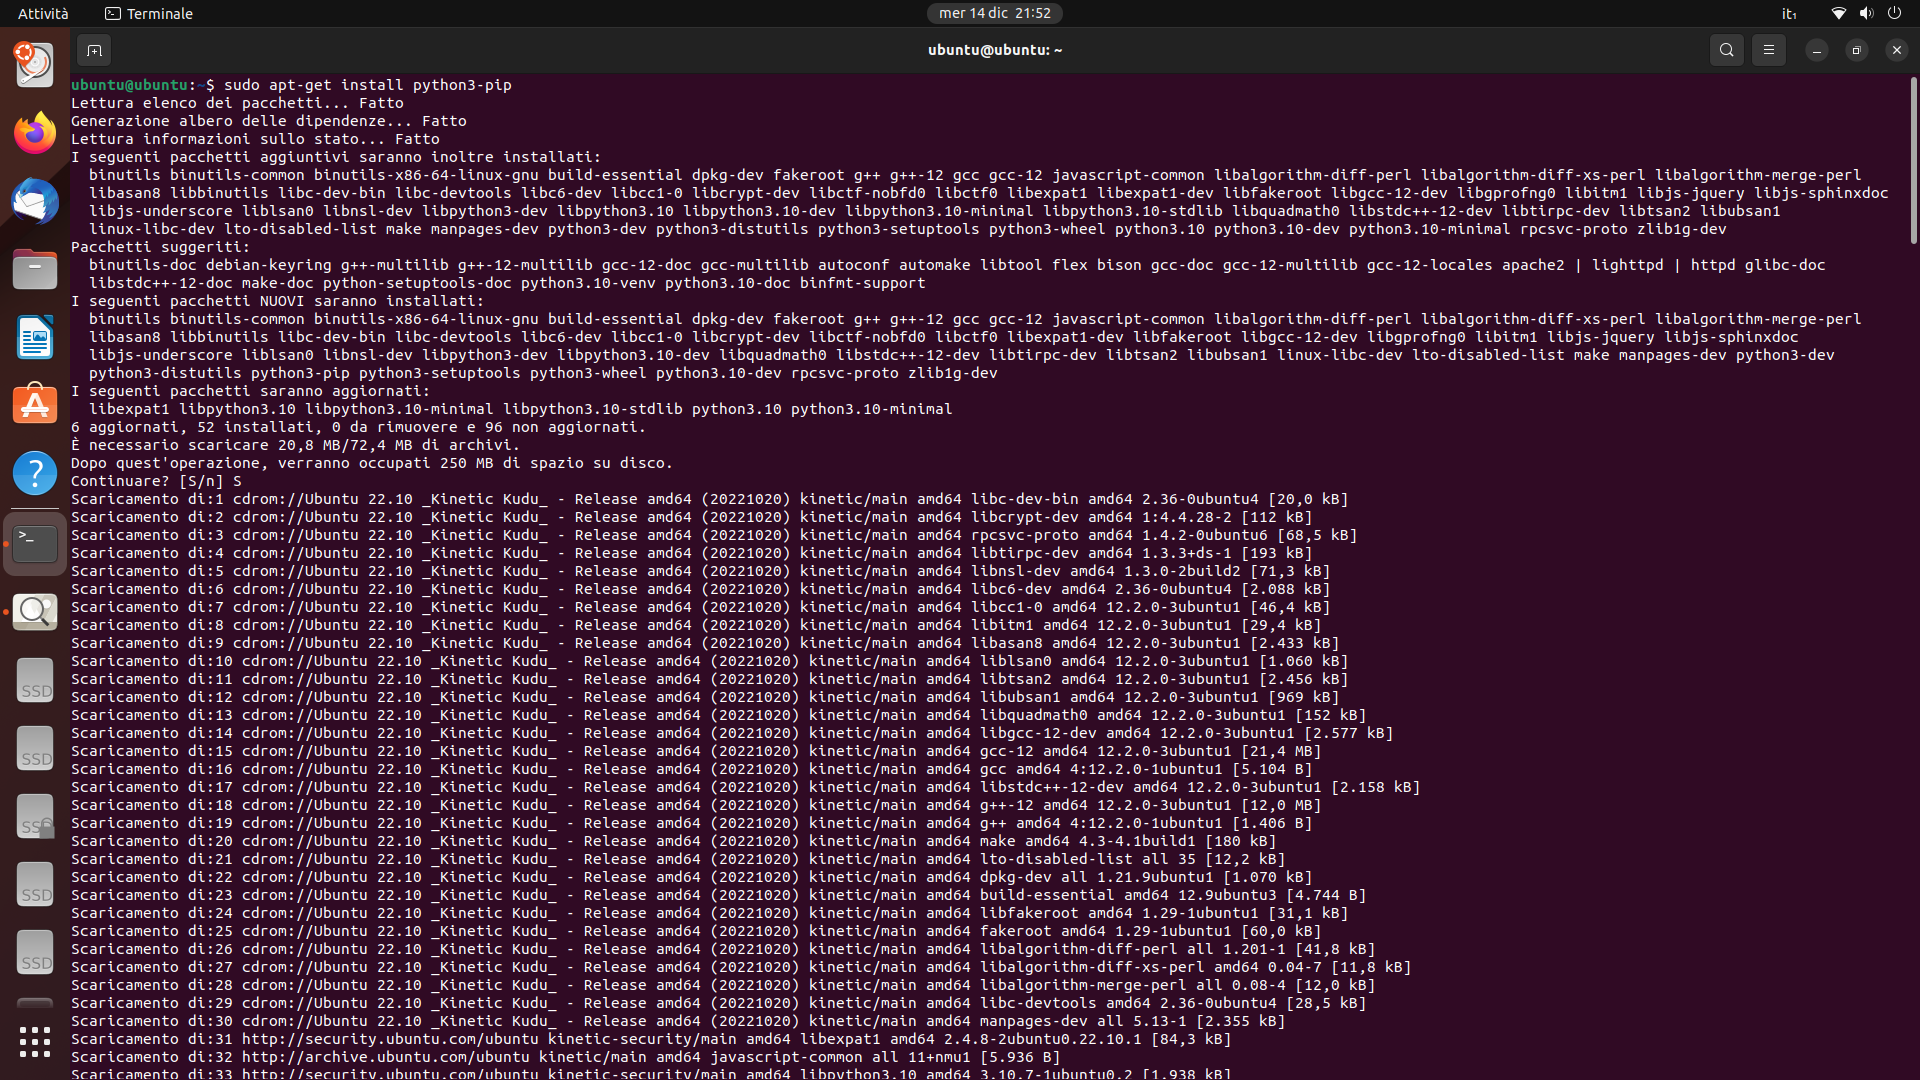 Attività
Terminale
mer 14 dic 21:52
it₁
ubuntu@ubuntu: ~
ubuntu@ubuntu:~$ sudo apt-get install python3-pip
Lettura elenco dei pacchetti... Fatto
Generazione albero delle dipendenze... Fatto
Lettura informazioni sullo stato... Fatto
I seguenti pacchetti aggiuntivi saranno inoltre installati:
binutils binutils-common binutils-x86-64-linux-gnu build-essential dpkg-dev fakeroot g++ g++-12 gcc gcc-12 javascript-common libalgorithm-diff-perl libalgorithm-diff-xs-perl libalgorithm-merge-perl
libasan8 libbinutils libc-dev-bin libc-devtools libc6-dev libcc1-0 libcrypt-dev libctf-nobfd0 libctf0 libexpat1 libexpat1-dev libfakeroot libgcc-12-dev libgprofng0 libitm1 libjs-jquery libjs-sphinxdoc
libjs-underscore liblsan0 libnsl-dev libpython3-dev libpython3.10 libpython3.10-dev libpython3.10-minimal libpython3.10-stdlib libquadmath0 libstdc++-12-dev libtirpc-dev libtsan2 libubsan1
linux-libc-dev lto-disabled-list make manpages-dev python3-dev python3-distutils python3-setuptools python3-wheel python3.10 python3.10-dev python3.10-minimal rpcsvc-proto zlib1g-dev
Pacchetti suggeriti:
binutils-doc debian-keyring g++-multilib g++-12-multilib gcc-12-doc gcc-multilib autoconf automake libtool flex bison gcc-doc gcc-12-multilib gcc-12-locales apache2 | lighttpd | httpd glibc-doc
libstdc++-12-doc make-doc python-setuptools-doc python3.10-venv python3.10-doc binfmt-support
I seguenti pacchetti NUOVI saranno installati:
binutils binutils-common binutils-x86-64-linux-gnu build-essential dpkg-dev fakeroot g++ g++-12 gcc gcc-12 javascript-common libalgorithm-diff-perl libalgorithm-diff-xs-perl libalgorithm-merge-perl
libasan8 libbinutils libc-dev-bin libc-devtools libc6-dev libcc1-0 libcrypt-dev libctf-nobfd0 libctf0 libexpat1-dev libfakeroot libgcc-12-dev libgprofng0 libitm1 libjs-jquery libjs-sphinxdoc
libjs-underscore liblsan0 libnsl-dev libpython3-dev libpython3.10-dev libquadmath0 libstdc++-12-dev libtirpc-dev libtsan2 libubsan1 linux-libc-dev lto-disabled-list make manpages-dev python3-dev
python3-distutils python3-pip python3-setuptools python3-wheel python3.10-dev rpcsvc-proto zlib1g-dev
I seguenti pacchetti saranno aggiornati:
libexpat1 libpython3.10 libpython3.10-minimal libpython3.10-stdlib python3.10 python3.10-minimal
6 aggiornati, 52 installati, 0 da rimuovere e 96 non aggiornati.
È necessario scaricare 20,8 MB/72,4 MB di archivi.
Dopo quest'operazione, verranno occupati 250 MB di spazio su disco.
Continuare? [S/n] S
Scaricamento di:1 cdrom://Ubuntu 22.10 _Kinetic Kudu_ - Release amd64 (20221020) kinetic/main amd64 libc-dev-bin amd64 2.36-0ubuntu4 [20,0 kB]
Scaricamento di:2 cdrom://Ubuntu 22.10 _Kinetic Kudu_ - Release amd64 (20221020) kinetic/main amd64 libcrypt-dev amd64 1:4.4.28-2 [112 kB]
Scaricamento di:3 cdrom://Ubuntu 22.10 _Kinetic Kudu_ - Release amd64 (20221020) kinetic/main amd64 rpcsvc-proto amd64 1.4.2-0ubuntu6 [68,5 kB]
Scaricamento di:4 cdrom://Ubuntu 22.10 _Kinetic Kudu_ - Release amd64 (20221020) kinetic/main amd64 libtirpc-dev amd64 1.3.3+ds-1 [193 kB]
Scaricamento di:5 cdrom://Ubuntu 22.10 _Kinetic Kudu_ - Release amd64 (20221020) kinetic/main amd64 libnsl-dev amd64 1.3.0-2build2 [71,3 kB]
Scaricamento di:6 cdrom://Ubuntu 22.10 _Kinetic Kudu_ - Release amd64 (20221020) kinetic/main amd64 libc6-dev amd64 2.36-0ubuntu4 [2.088 kB]
Scaricamento di:7 cdrom://Ubuntu 22.10 _Kinetic Kudu_ - Release amd64 (20221020) kinetic/main amd64 libcc1-0 amd64 12.2.0-3ubuntu1 [46,4 kB]
Scaricamento di:8 cdrom://Ubuntu 22.10 _Kinetic Kudu_ - Release amd64 (20221020) kinetic/main amd64 libitm1 amd64 12.2.0-3ubuntu1 [29,4 kB]
Scaricamento di:9 cdrom://Ubuntu 22.10 _Kinetic Kudu_ - Release amd64 (20221020) kinetic/main amd64 libasan8 amd64 12.2.0-3ubuntu1 [2.433 kB]
Scaricamento di:10 cdrom://Ubuntu 22.10 _Kinetic Kudu_ - Release amd64 (20221020) kinetic/main amd64 liblsan0 amd64 12.2.0-3ubuntu1 [1.060 kB]
Scaricamento di:11 cdrom://Ubuntu 22.10 _Kinetic Kudu_ - Release amd64 (20221020) kinetic/main amd64 libtsan2 amd64 12.2.0-3ubuntu1 [2.456 kB]
Scaricamento di:12 cdrom://Ubuntu 22.10 _Kinetic Kudu_ - Release amd64 (20221020) kinetic/main amd64 libubsan1 amd64 12.2.0-3ubuntu1 [969 kB]
Scaricamento di:13 cdrom://Ubuntu 22.10 _Kinetic Kudu_ - Release amd64 (20221020) kinetic/main amd64 libquadmath0 amd64 12.2.0-3ubuntu1 [152 kB]
Scaricamento di:14 cdrom://Ubuntu 22.10 _Kinetic Kudu_ - Release amd64 (20221020) kinetic/main amd64 libgcc-12-dev amd64 12.2.0-3ubuntu1 [2.577 kB]
Scaricamento di:15 cdrom://Ubuntu 22.10 _Kinetic Kudu_ - Release amd64 (20221020) kinetic/main amd64 gcc-12 amd64 12.2.0-3ubuntu1 [21,4 MB]
Scaricamento di:16 cdrom://Ubuntu 22.10 _Kinetic Kudu_ - Release amd64 (20221020) kinetic/main amd64 gcc amd64 4:12.2.0-1ubuntu1 [5.104 B]
Scaricamento di:17 cdrom://Ubuntu 22.10 _Kinetic Kudu_ - Release amd64 (20221020) kinetic/main amd64 libstdc++-12-dev amd64 12.2.0-3ubuntu1 [2.158 kB]
Scaricamento di:18 cdrom://Ubuntu 22.10 _Kinetic Kudu_ - Release amd64 (20221020) kinetic/main amd64 g++-12 amd64 12.2.0-3ubuntu1 [12,0 MB]
Scaricamento di:19 cdrom://Ubuntu 22.10 _Kinetic Kudu_ - Release amd64 (20221020) kinetic/main amd64 g++ amd64 4:12.2.0-1ubuntu1 [1.406 B]
Scaricamento di:20 cdrom://Ubuntu 22.10 _Kinetic Kudu_ - Release amd64 (20221020) kinetic/main amd64 make amd64 4.3-4.1build1 [180 kB]
Scaricamento di:21 cdrom://Ubuntu 22.10 _Kinetic Kudu_ - Release amd64 (20221020) kinetic/main amd64 lto-disabled-list all 35 [12,2 kB]
Scaricamento di:22 cdrom://Ubuntu 22.10 _Kinetic Kudu_ - Release amd64 (20221020) kinetic/main amd64 dpkg-dev all 1.21.9ubuntu1 [1.070 kB]
Scaricamento di:23 cdrom://Ubuntu 22.10 _Kinetic Kudu_ - Release amd64 (20221020) kinetic/main amd64 build-essential amd64 12.9ubuntu3 [4.744 B]
Scaricamento di:24 cdrom://Ubuntu 22.10 _Kinetic Kudu_ - Release amd64 (20221020) kinetic/main amd64 libfakeroot amd64 1.29-1ubuntu1 [31,1 kB]
Scaricamento di:25 cdrom://Ubuntu 22.10 _Kinetic Kudu_ - Release amd64 (20221020) kinetic/main amd64 fakeroot amd64 1.29-1ubuntu1 [60,0 kB]
Scaricamento di:26 cdrom://Ubuntu 22.10 _Kinetic Kudu_ - Release amd64 (20221020) kinetic/main amd64 libalgorithm-diff-perl all 1.201-1 [41,8 kB]
Scaricamento di:27 cdrom://Ubuntu 22.10 _Kinetic Kudu_ - Release amd64 (20221020) kinetic/main amd64 libalgorithm-diff-xs-perl amd64 0.04-7 [11,8 kB]
Scaricamento di:28 cdrom://Ubuntu 22.10 _Kinetic Kudu_ - Release amd64 (20221020) kinetic/main amd64 libalgorithm-merge-perl all 0.08-4 [12,0 kB]
Scaricamento di:29 cdrom://Ubuntu 22.10 _Kinetic Kudu_ - Release amd64 (20221020) kinetic/main amd64 libc-devtools amd64 2.36-0ubuntu4 [28,5 kB]
Scaricamento di:30 cdrom://Ubuntu 22.10 _Kinetic Kudu_ - Release amd64 (20221020) kinetic/main amd64 manpages-dev all 5.13-1 [2.355 kB]
Scaricamento di:31 http://security.ubuntu.com/ubuntu kinetic-security/main amd64 libexpat1 amd64 2.4.8-2ubuntu0.22.10.1 [84,3 kB]
Scaricamento di:32 http://archive.ubuntu.com/ubuntu kinetic/main amd64 javascript-common all 11+nmu1 [5.936 B]
Scaricamento di:33 http://security.ubuntu.com/ubuntu kinetic-security/main amd64 libpython3.10 amd64 3.10.7-1ubuntu0.2 [1.938 kB]
SSD
SSD
SSD
SSD
SSD